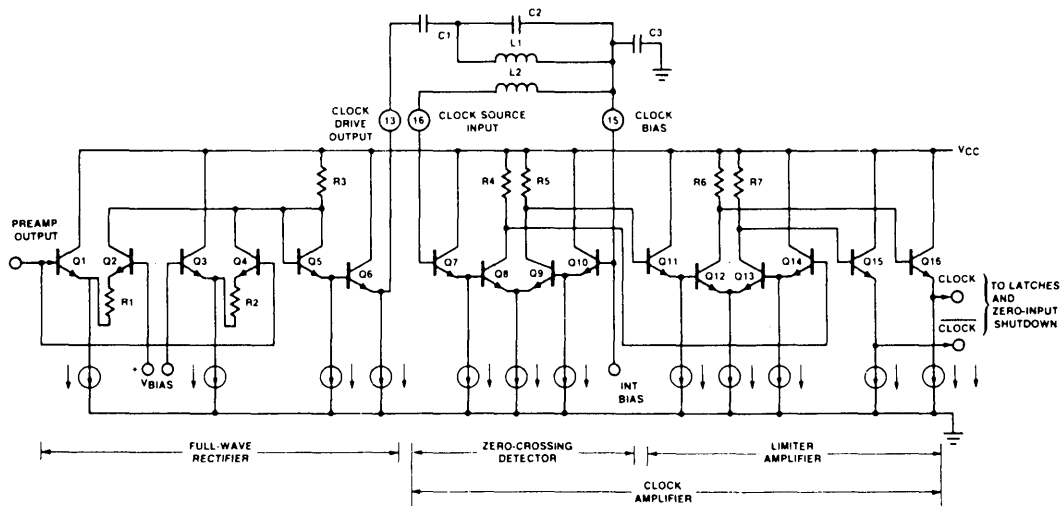 C2
C1
C3
L1
L2
CLOCK DRIVE OUTPUT
13
16
CLOCK SOURCE INPUT
15
CLOCK BIAS
VCC
R3
R4
R5
R6
R7
PREAMP OUTPUT
Q1
Q2
Q3
Q4
Q5
Q6
Q7
Q8
Q9
Q10
Q11
Q12
Q13
Q14
Q15
Q16
R1
R2
CLOCK
CLOCK
TO LATCHES AND ZERO-INPUT SHUTDOWN
+
VBIAS
INT BIAS
FULL-WAVE RECTIFIER
ZERO-CROSSING DETECTOR
LIMITER AMPLIFIER
CLOCK AMPLIFIER